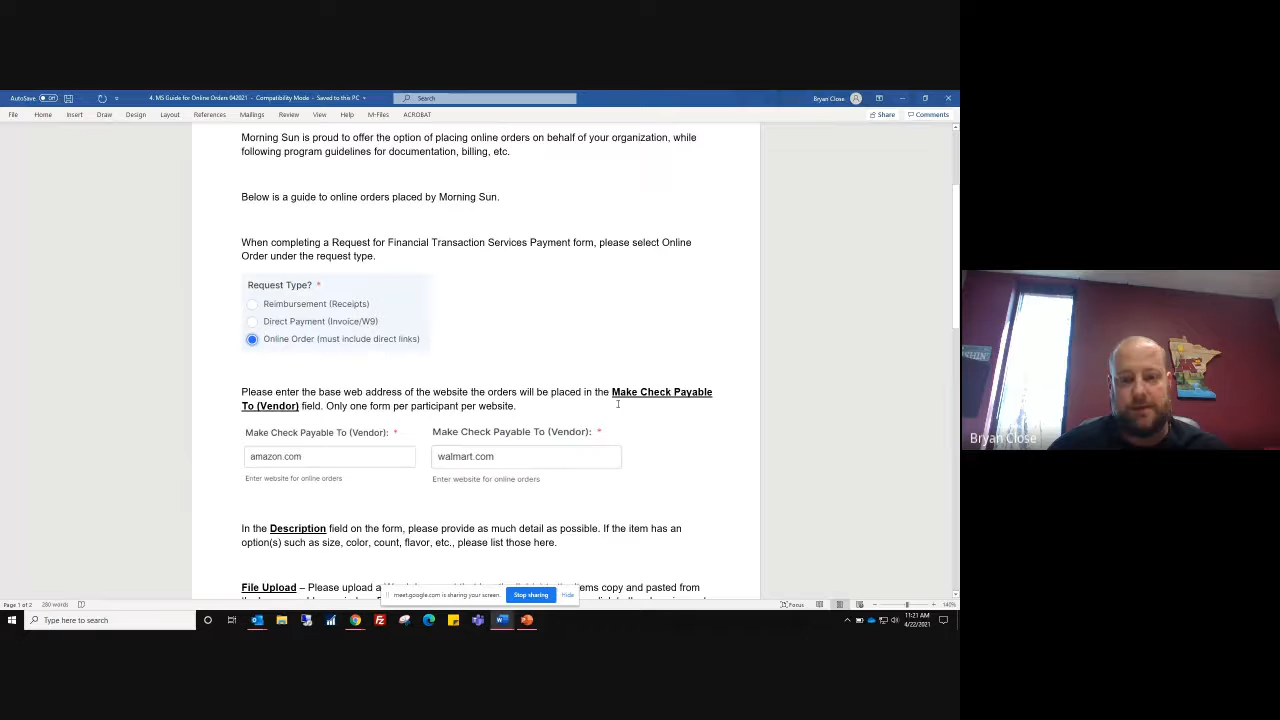 AutoSave Off
4. MS Guide for Online Orders 042021 - Compatibility Mode - Saved to this PC
Search
Bryan Close
File Home Insert Draw Design Layout References Mailings Review View Help M-Files ACROBAT
Share Comments
Morning Sun is proud to offer the option of placing online orders on behalf of your organization, while
following program guidelines for documentation, billing, etc.
Below is a guide to online orders placed by Morning Sun.
When completing a Request for Financial Transaction Services Payment form, please select Online
Order under the request type.
Request Type? *
Reimbursement (Receipts)
Direct Payment (Invoice/W9)
Online Order (must include direct links)
Please enter the base web address of the website the orders will be placed in the Make Check Payable
To (Vendor) field. Only one form per participant per website.
Make Check Payable To (Vendor): * Make Check Payable To (Vendor): *
amazon.com walmart.com
Enter website for online orders Enter website for online orders
In the Description field on the form, please provide as much detail as possible. If the item has an
option(s) such as size, color, count, flavor, etc., please list those here.
File Upload – Please upload a items copy and pasted from
meet.google.com is sharing your screen. Stop sharing Hide
Page 1 of 2 280 words
Focus 140%
Type here to search
11:21 AM
4/22/2021
Bryan Close